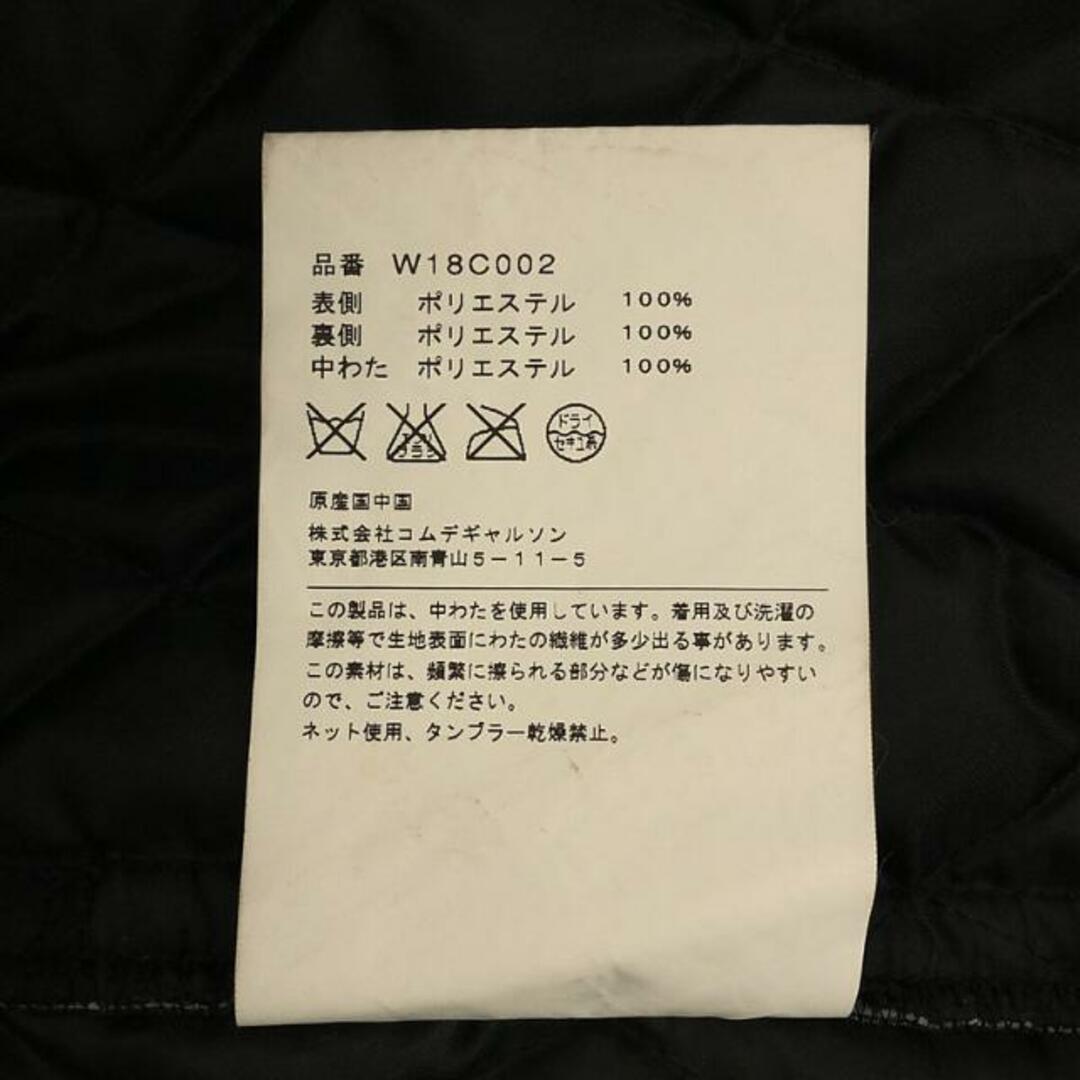 品番 W18C002
表側 ポリエステル 100%
裏側 ポリエステル 100%
中わた ポリエステル 100%
ドライ
セキユ系
原産国中国
株式会社コムデギャルソン
東京都港区南青山5-11-5
この製品は、中わたを使用しています。着用及び洗濯の
摩擦等で生地表面にわたの繊維が多少出る事があります。
この素材は、頻繁に擦られる部分などが傷になりやすい
ので、ご注意ください。
ネット使用、タンブラー乾燥禁止。